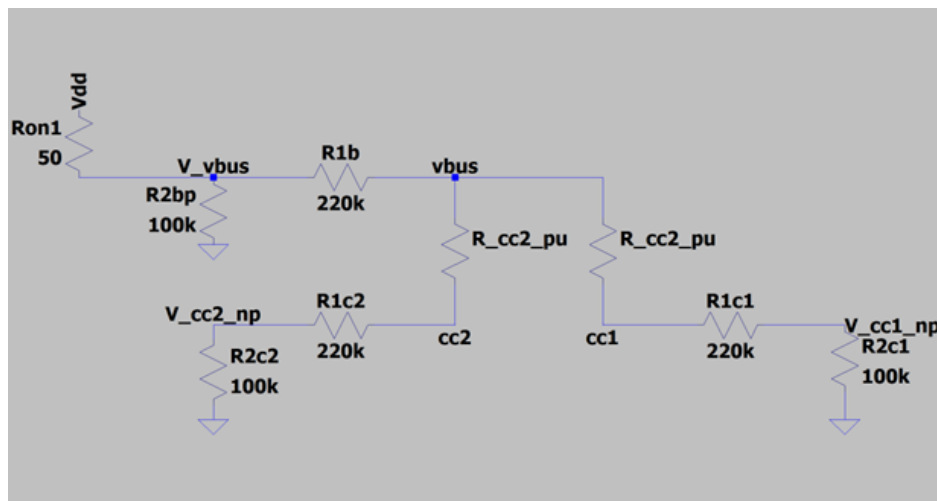 Vdd
Ron1
50
V_vbus
R1b
220k
vbus
R2bp
100k
R_cc2_pu
R_cc2_pu
V_cc2_np
R1c2
220k
cc2
cc1
R1c1
220k
V_cc1_np
R2c2
100k
R2c1
100k